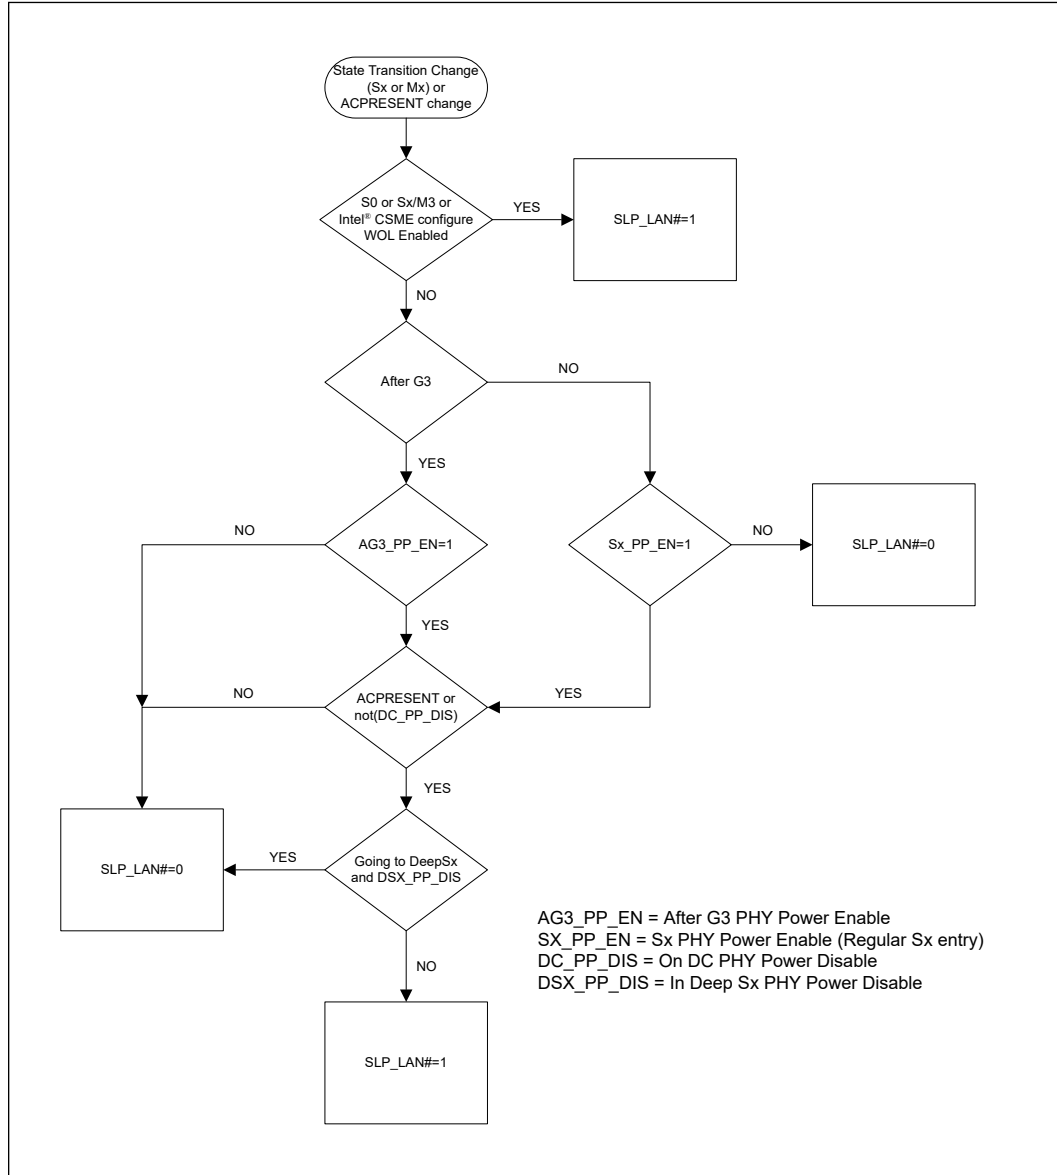 State Transition Change
(Sx or Mx) or
ACPRESENT change
S0 or Sx/M3 or
Intel® CSME configure
WOL Enabled
YES
SLP_LAN#=1
NO
After G3
NO
YES
AG3_PP_EN=1
NO
Sx_PP_EN=1
NO
SLP_LAN#=0
YES
ACPRESENT or
not(DC_PP_DIS)
NO
YES
YES
Going to DeepSx
and DSX_PP_DIS
YES
SLP_LAN#=0
NO
SLP_LAN#=1
AG3_PP_EN = After G3 PHY Power Enable
SX_PP_EN = Sx PHY Power Enable (Regular Sx entry)
DC_PP_DIS = On DC PHY Power Disable
DSX_PP_DIS = In Deep Sx PHY Power Disable